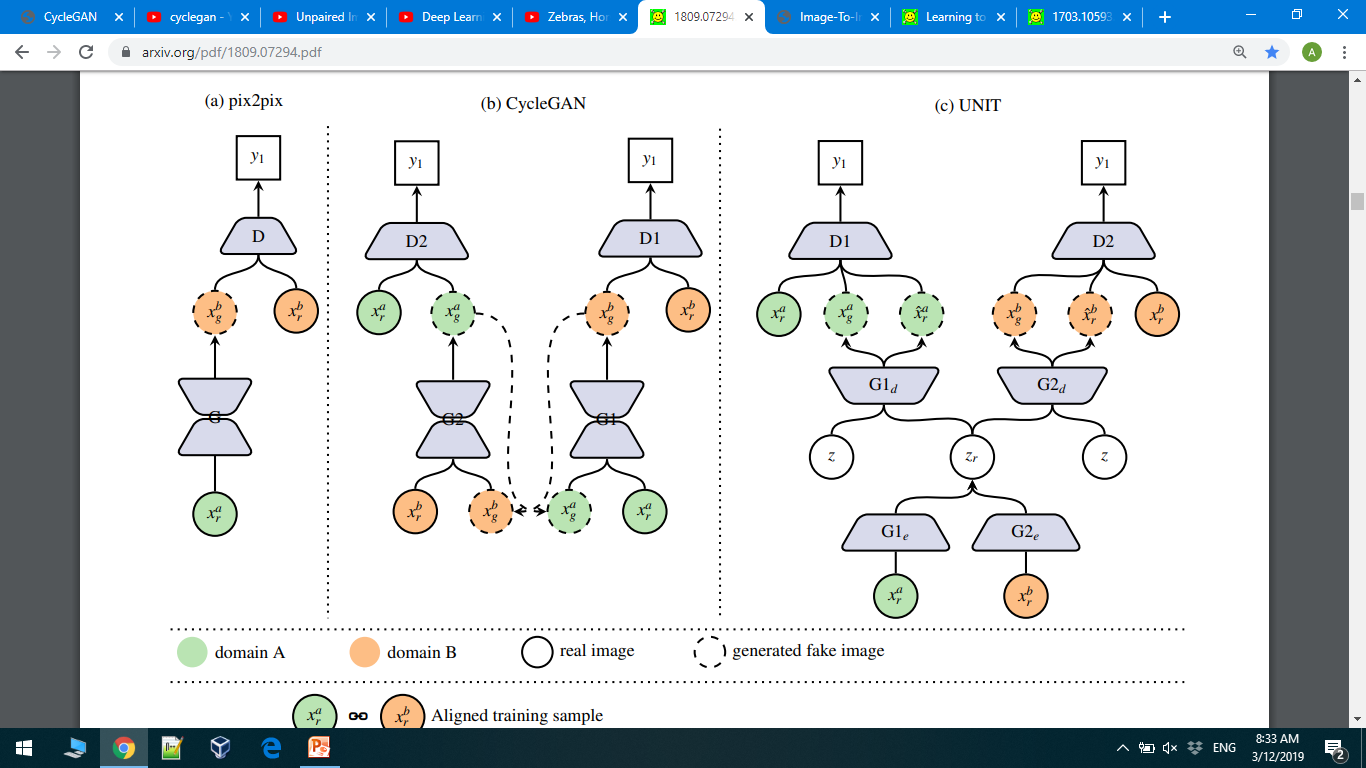 CycleGAN
cyclegan - Y
Unpaired Im
Deep Learni
Zebras, Hor
1809.07294
Image-To-Im
Learning to
1703.10593
arxiv.org/pdf/1809.07294.pdf
A
(a) pix2pix
(b) CycleGAN
(c) UNIT
y₁ y₁ y₁ y₁ y₁
D D2 D1 D1 D2
x_g^b x_r^b x_r^a x_g^a x_g^b x_r^b x_r^a x_g^a x̂_r^a x_g^b x̂_r^b x_r^b
G G2 G1 G1_d G2_d
z z_r z
x_r^a x_r^b x_g^b x_g^a x_r^a
G1_e G2_e
x_r^a x_r^b
domain A domain B real image generated fake image
x_r^a x_r^b Aligned training sample
ENG
8:33 AM
3/12/2019
2